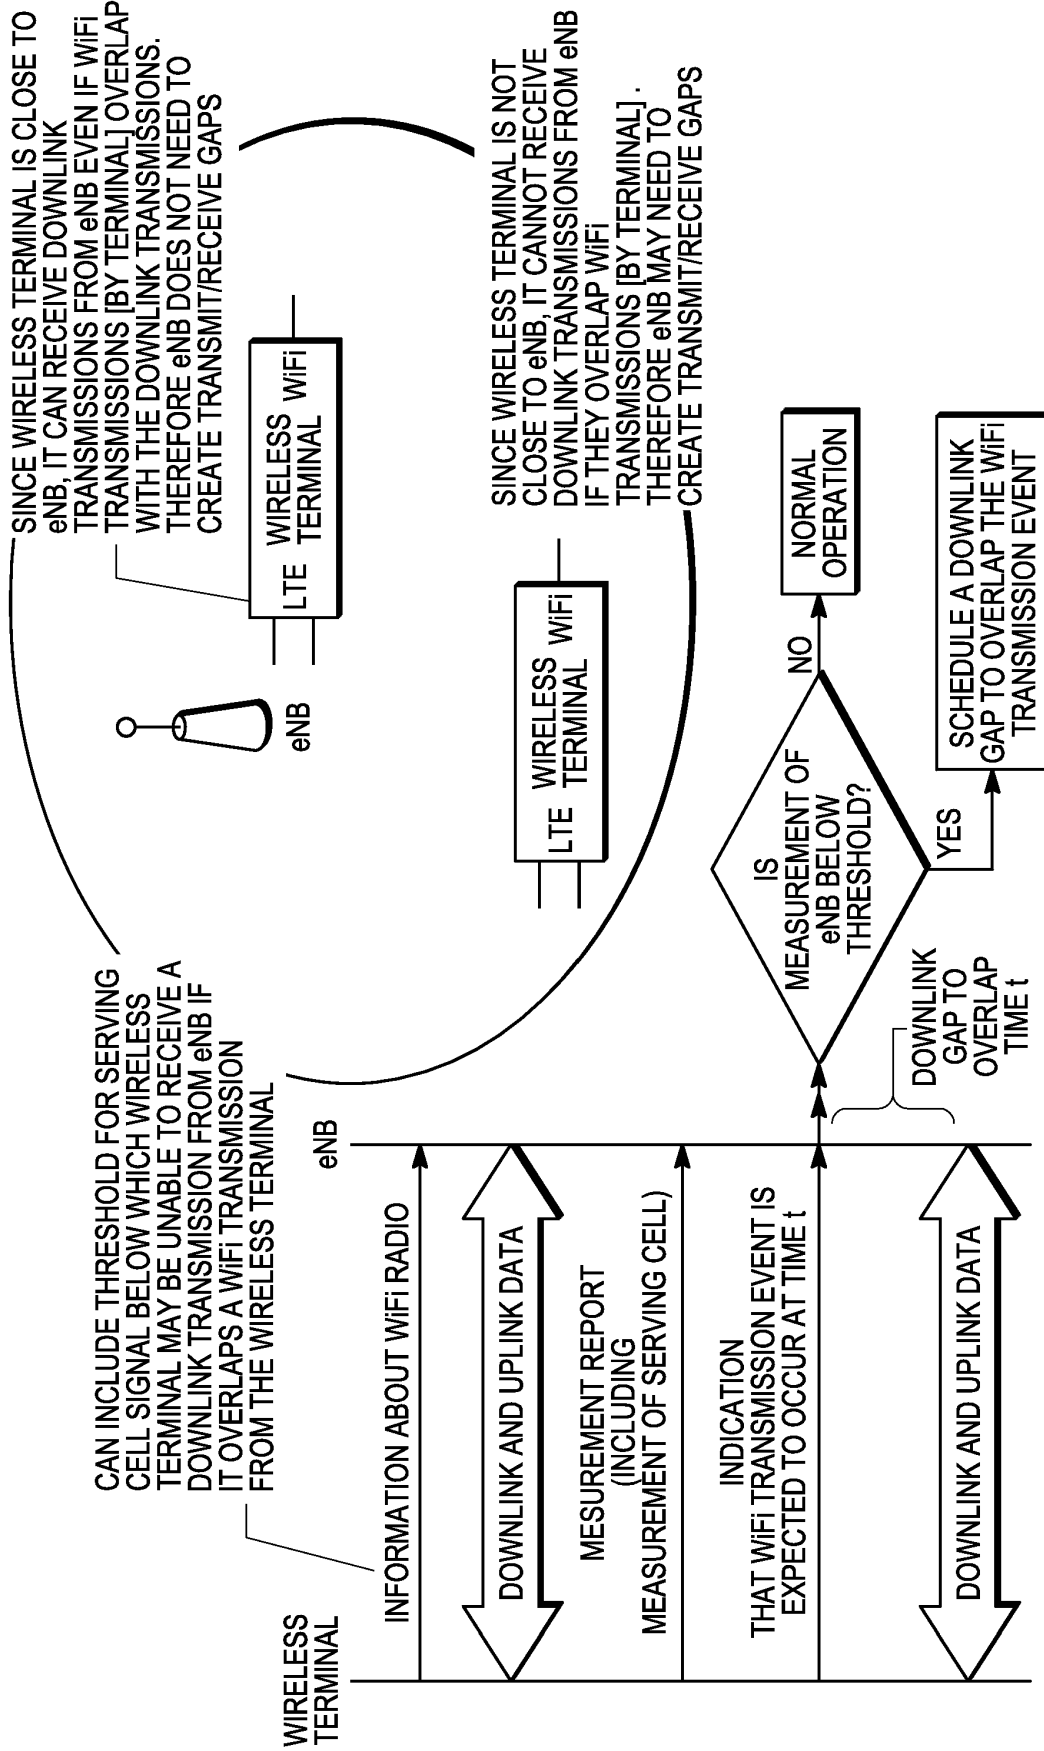 CAN INCLUDE THRESHOLD FOR SERVING
CELL SIGNAL BELOW WHICH WIRELESS
TERMINAL MAY BE UNABLE TO RECEIVE A
DOWNLINK TRANSMISSION FROM eNB IF
IT OVERLAPS A WiFi TRANSMISSION
FROM THE WIRELESS TERMINAL
SINCE WIRELESS TERMINAL IS CLOSE TO
eNB, IT CAN RECEIVE DOWNLINK
TRANSMISSIONS FROM eNB EVEN IF WiFi
TRANSMISSIONS [BY TERMINAL] OVERLAP
WITH THE DOWNLINK TRANSMISSIONS.
THEREFORE eNB DOES NOT NEED TO
CREATE TRANSMIT/RECEIVE GAPS
eNB
LTE
WIRELESS
TERMINAL
WiFi
LTE
WIRELESS
TERMINAL
WiFi
SINCE WIRELESS TERMINAL IS NOT
CLOSE TO eNB, IT CANNOT RECEIVE
DOWNLINK TRANSMISSIONS FROM eNB
IF THEY OVERLAP WiFi
TRANSMISSIONS [BY TERMINAL] .
THEREFORE eNB MAY NEED TO
CREATE TRANSMIT/RECEIVE GAPS
WIRELESS
TERMINAL
eNB
INFORMATION ABOUT WiFi RADIO
DOWNLINK AND UPLINK DATA
MESUREMENT REPORT
(INCLUDING
MEASUREMENT OF SERVING CELL)
INDICATION
THAT WiFi TRANSMISSION EVENT IS
EXPECTED TO OCCUR AT TIME t
DOWNLINK AND UPLINK DATA
DOWNLINK
GAP TO
OVERLAP
TIME t
IS
MEASUREMENT OF
eNB BELOW
THRESHOLD?
NO
NORMAL
OPERATION
YES
SCHEDULE A DOWNLINK
GAP TO OVERLAP THE WiFi
TRANSMISSION EVENT